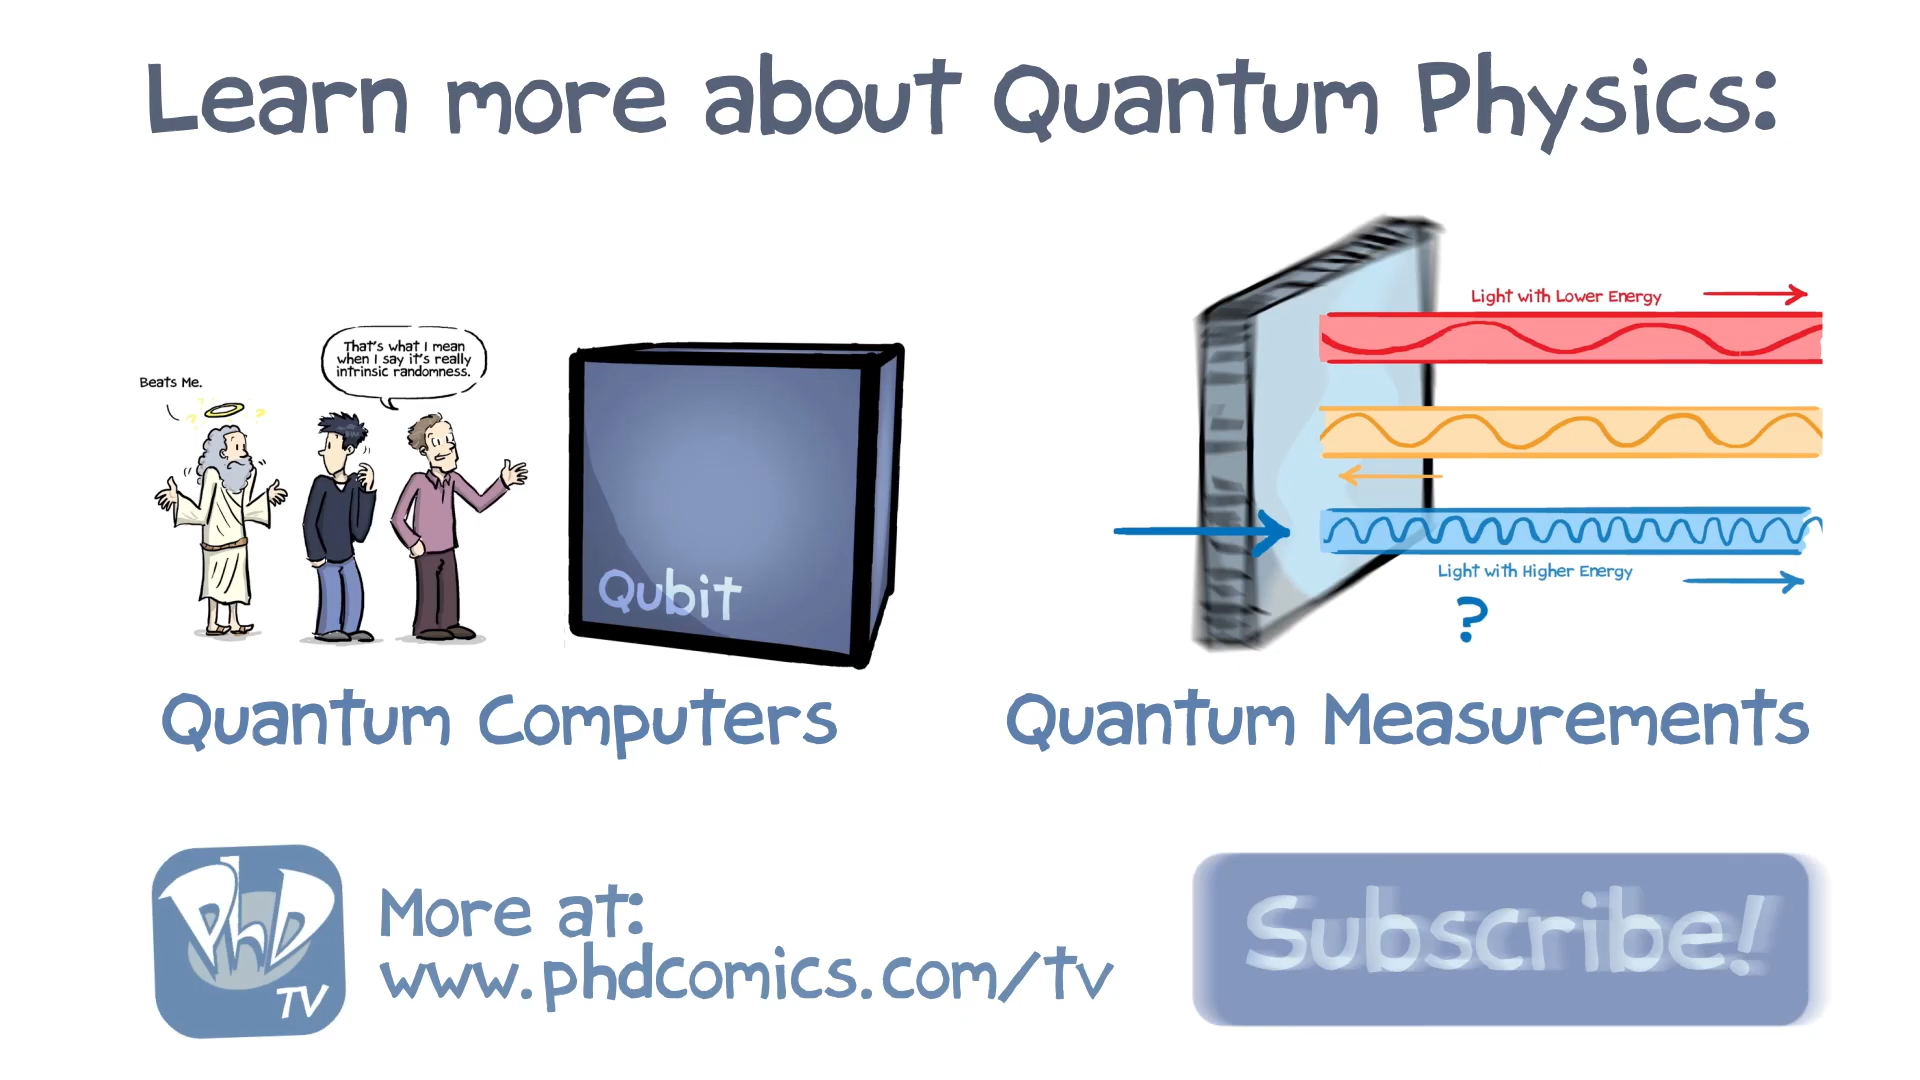 Learn more about Quantum Physics:
Beats Me.
That's what I mean
when I say it's really
intrinsic randomness.
Qubit
Quantum Computers
Light with Lower Energy
Light with Higher Energy
?
Quantum Measurements
PhD
TV
More at:
www.phdcomics.com/tv
Subscribe!